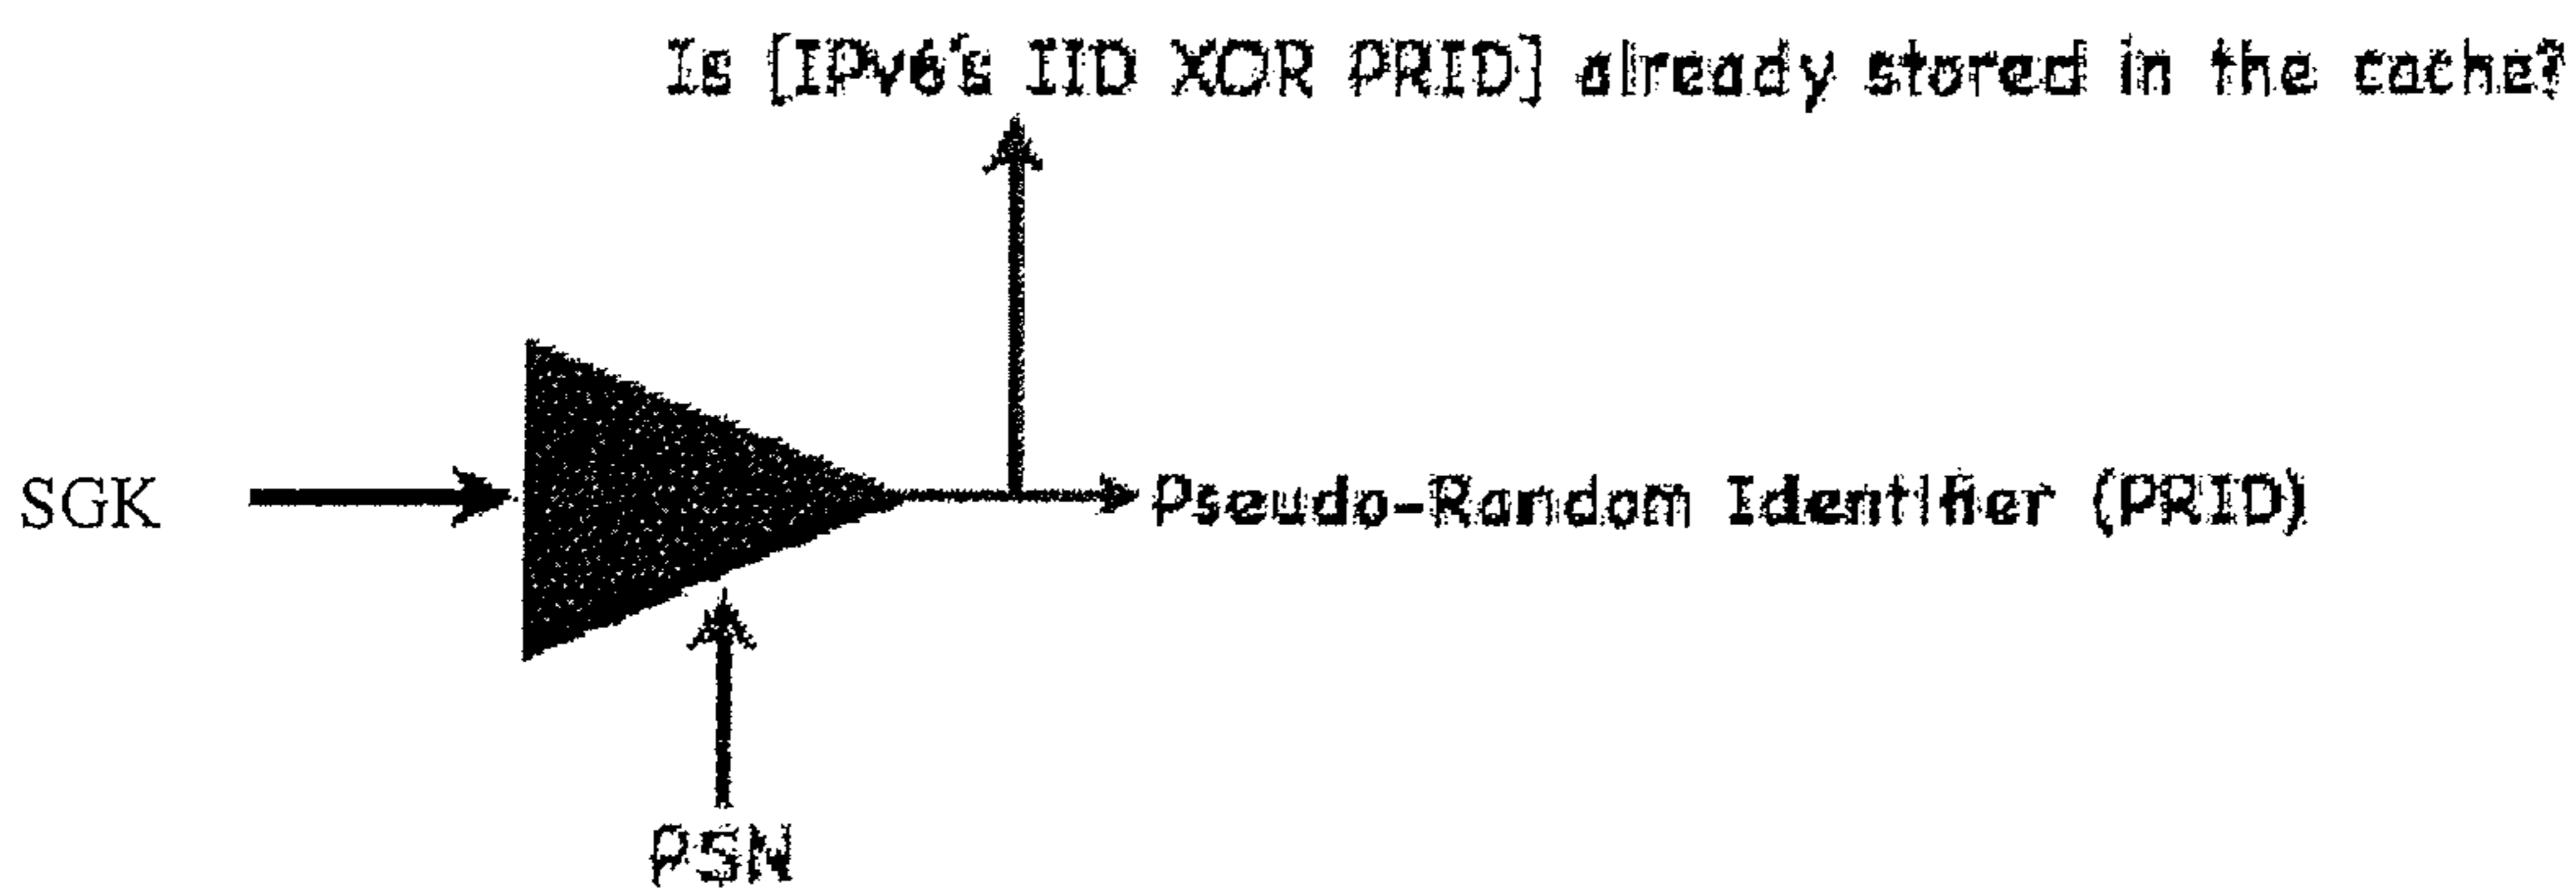 Is [IPv6's IID XOR PRID] already stored in the cache?
SGK
Pseudo-Random Identifier (PRID)
PSN